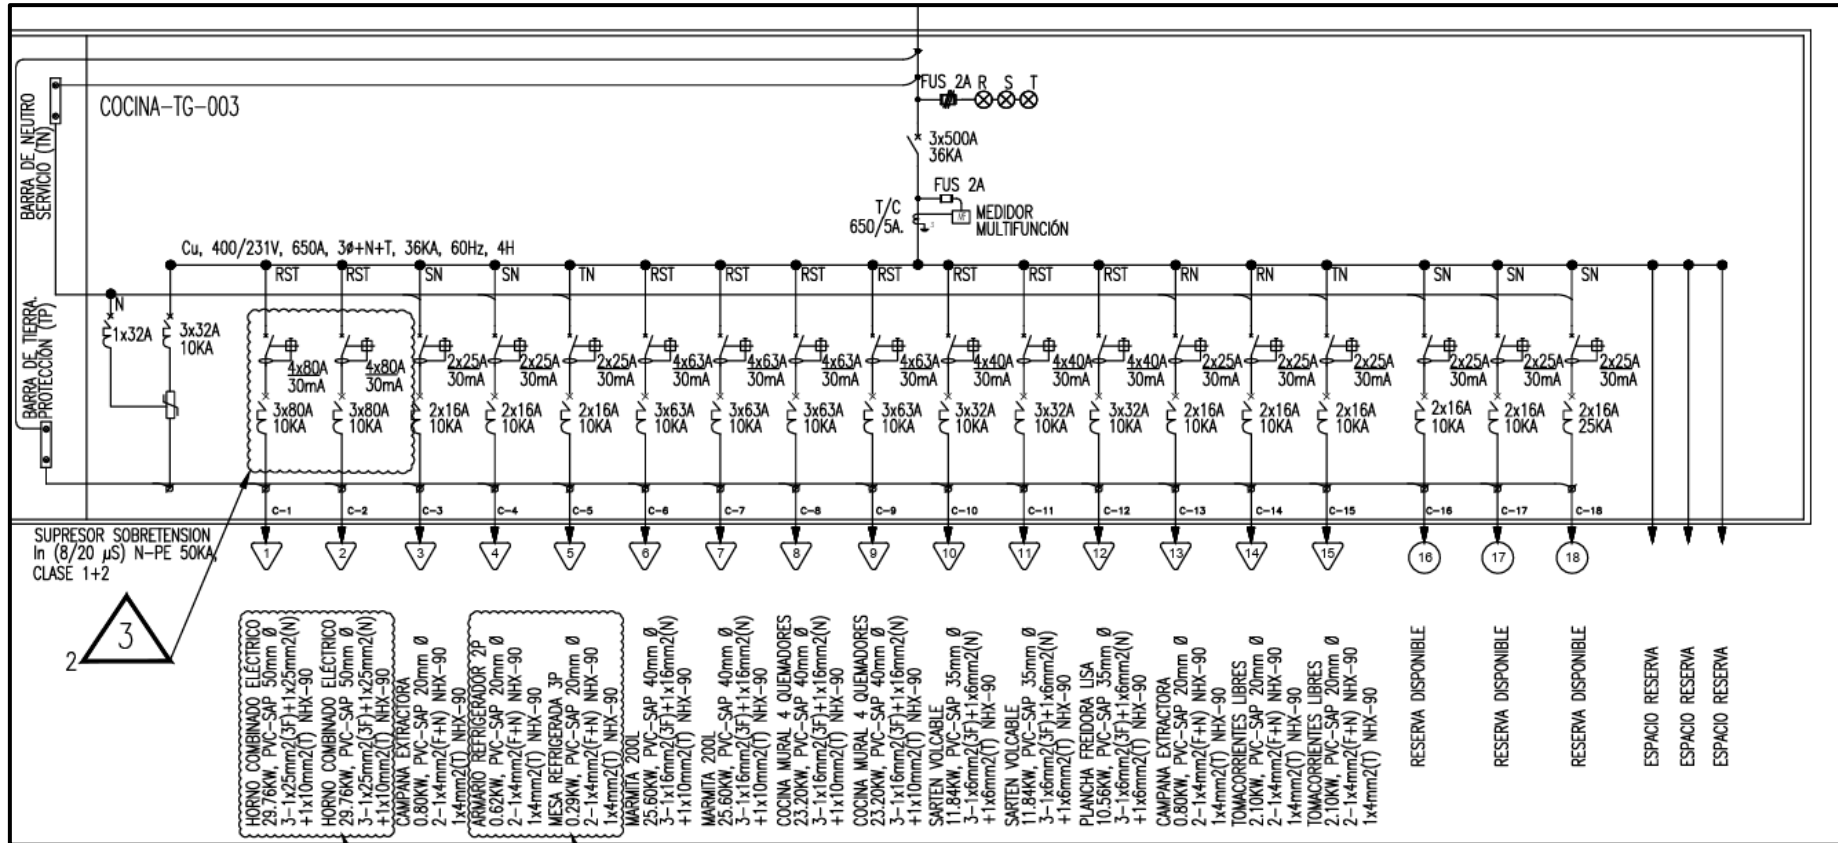 COCINA-TG-003
BARRA DE NEUTRO
SERVICIO (TN)
FUS 2A R S T
3x500A
36KA
FUS 2A
T/C
650/5A.
MEDIDOR
MULTIFUNCIÓN
Cu, 400/231V, 650A, 3ø+N+T, 36KA, 60Hz, 4H
RST RST SN SN TN RST RST RST RST RST RST RST RN RN TN SN SN SN
BARRA DE TIERRA.
PROTECCIÓN (TP)
N
1x32A
3x32A
10KA
4x80A
30mA
4x80A
30mA
2x25A
30mA
2x25A
30mA
2x25A
30mA
4x63A
30mA
4x63A
30mA
4x63A
30mA
4x63A
30mA
4x40A
30mA
4x40A
30mA
4x40A
30mA
2x25A
30mA
2x25A
30mA
2x25A
30mA
2x25A
30mA
2x25A
30mA
2x25A
30mA
3x80A
10KA
3x80A
10KA
2x16A
10KA
2x16A
10KA
2x16A
10KA
3x63A
10KA
3x63A
10KA
3x63A
10KA
3x63A
10KA
3x32A
10KA
3x32A
10KA
3x32A
10KA
2x16A
10KA
2x16A
10KA
2x16A
10KA
2x16A
10KA
2x16A
10KA
2x16A
25KA
C-1 C-2 C-3 C-4 C-5 C-6 C-7 C-8 C-9 C-10 C-11 C-12 C-13 C-14 C-15 C-16 C-17 C-18
1 2 3 4 5 6 7 8 9 10 11 12 13 14 15 16 17 18
SUPRESOR SOBRETENSION
In (8/20 µS) N-PE 50KA,
CLASE 1+2
3
2
HORNO COMBINADO ELÉCTRICO
29.76KW, PVC-SAP 50mm Ø
3-1x25mm2(3F)+1x25mm2(N)
+1x10mm2(T) NHX-90
HORNO COMBINADO ELÉCTRICO
29.76KW, PVC-SAP 50mm Ø
3-1x25mm2(3F)+1x25mm2(N)
+1x10mm2(T) NHX-90
CAMPANA EXTRACTORA
0.80KW, PVC-SAP 20mm Ø
2-1x4mm2(F+N) NHX-90
1x4mm2(T) NHX-90
ARMARIO REFRIGERADOR 2P
0.62KW, PVC-SAP 20mm Ø
2-1x4mm2(F+N) NHX-90
1x4mm2(T) NHX-90
MESA REFRIGERADA 3P
0.29KW, PVC-SAP 20mm Ø
2-1x4mm2(F+N) NHX-90
1x4mm2(T) NHX-90
MARMITA 200L
25.60KW, PVC-SAP 40mm Ø
3-1x16mm2(3F)+1x16mm2(N)
+1x10mm2(T) NHX-90
MARMITA 200L
25.60KW, PVC-SAP 40mm Ø
3-1x16mm2(3F)+1x16mm2(N)
+1x10mm2(T) NHX-90
COCINA MURAL 4 QUEMADORES
23.20KW, PVC-SAP 40mm Ø
3-1x16mm2(3F)+1x16mm2(N)
+1x10mm2(T) NHX-90
COCINA MURAL 4 QUEMADORES
23.20KW, PVC-SAP 40mm Ø
3-1x16mm2(3F)+1x16mm2(N)
+1x10mm2(T) NHX-90
SARTEN VOLCABLE
11.84KW, PVC-SAP 35mm Ø
3-1x6mm2(3F)+1x6mm2(N)
+1x6mm2(T) NHX-90
SARTEN VOLCABLE
11.84KW, PVC-SAP 35mm Ø
3-1x6mm2(3F)+1x6mm2(N)
+1x6mm2(T) NHX-90
PLANCHA FREIDORA LISA
10.56KW, PVC-SAP 35mm Ø
3-1x6mm2(3F)+1x6mm2(N)
+1x6mm2(T) NHX-90
CAMPANA EXTRACTORA
0.80KW, PVC-SAP 20mm Ø
2-1x4mm2(F+N) NHX-90
1x4mm2(T) NHX-90
TOMACORRIENTES LIBRES
2.10KW, PVC-SAP 20mm Ø
2-1x4mm2(F+N) NHX-90
1x4mm2(T) NHX-90
TOMACORRIENTES LIBRES
2.10KW, PVC-SAP 20mm Ø
2-1x4mm2(F+N) NHX-90
1x4mm2(T) NHX-90
RESERVA DISPONIBLE
RESERVA DISPONIBLE
RESERVA DISPONIBLE
ESPACIO RESERVA
ESPACIO RESERVA
ESPACIO RESERVA